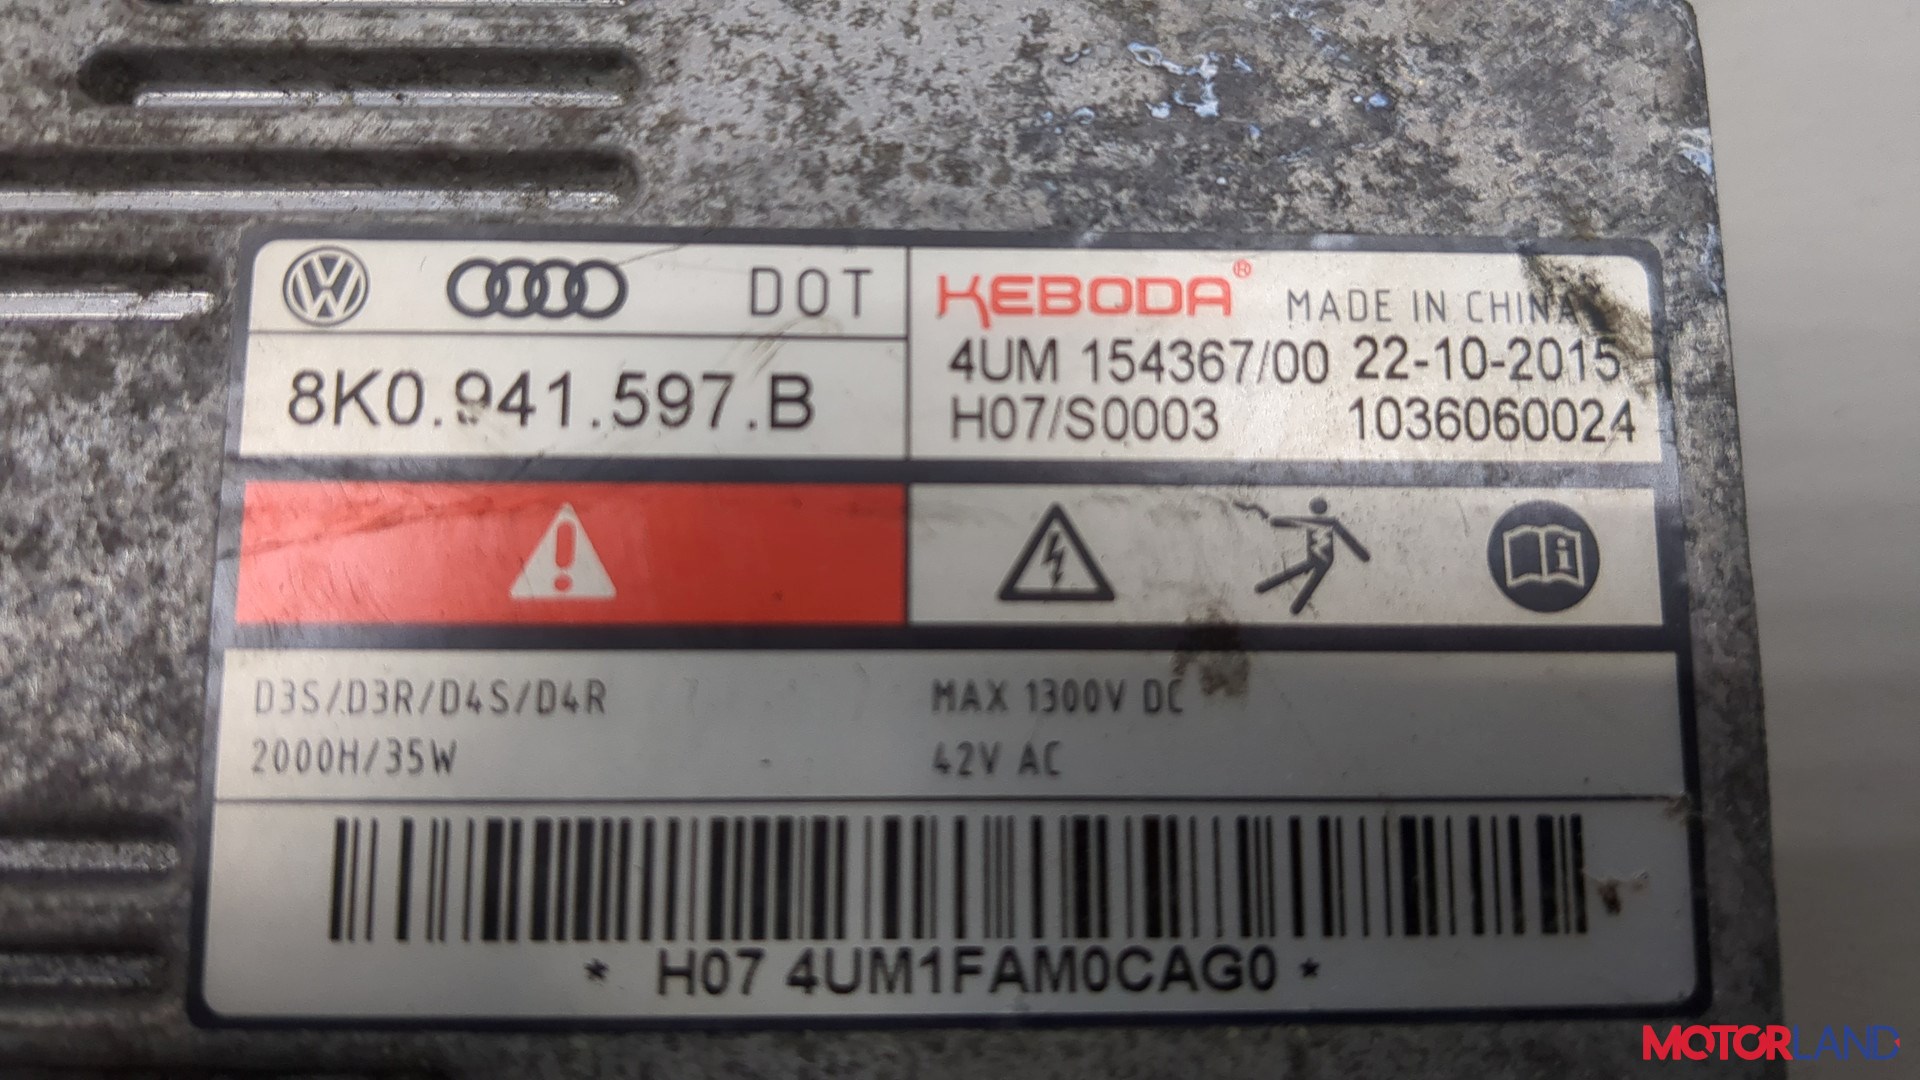 DOT
8K0.941.597.B
KEBODA® MADE IN CHINA
4UM 154367/00 22-10-2015
H07/S0003 1036060024
D3S/D3R/D4S/D4R
2000H/35W
MAX 1300V DC
42V AC
* H07 4UM1FAM0CAG0 *
MOTORLAND